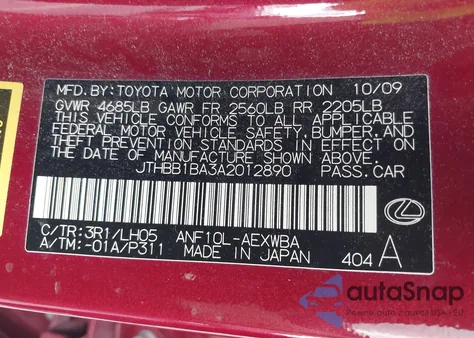 MFD.BY:TOYOTA MOTOR CORPORATION 10/09
GVWR 4685LB GAWR FR 2560LB RR 2205LB
THIS VEHICLE CONFORMS TO ALL APPLICABLE
FEDERAL MOTOR VEHICLE SAFETY, BUMPER, AND
THEFT PREVENTION STANDARDS IN EFFECT ON
THE DATE OF MANUFACTURE SHOWN ABOVE.
JTHBB1BA3A2012890 PASS.CAR
C/TR:3R1/LH05 ANF10L-AEXWBA
A/TM:-01A/P311 MADE IN JAPAN 404 A
autoSnap